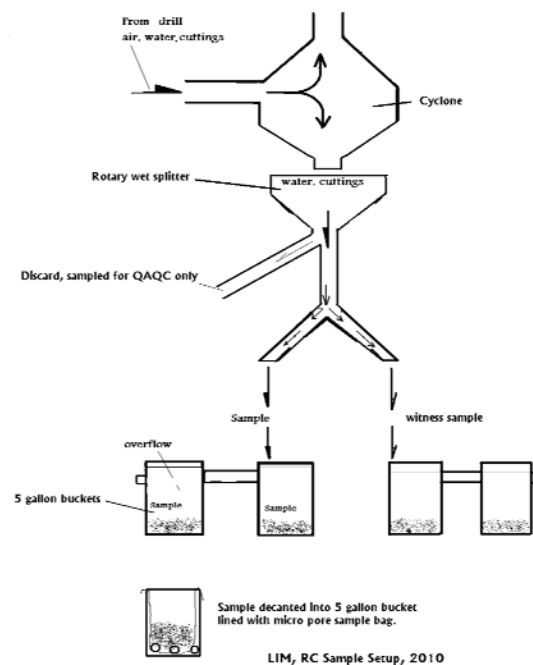 From drill
air, water, cuttings
Cyclone
Rotary wet splitter
water, cuttings
Discard, sampled for QAQC only
Sample
witness sample
overflow
5 gallon buckets
Sample
Sample
Sample decanted into 5 gallon bucket
lined with micro pore sample bag.
LIM, RC Sample Setup, 2010